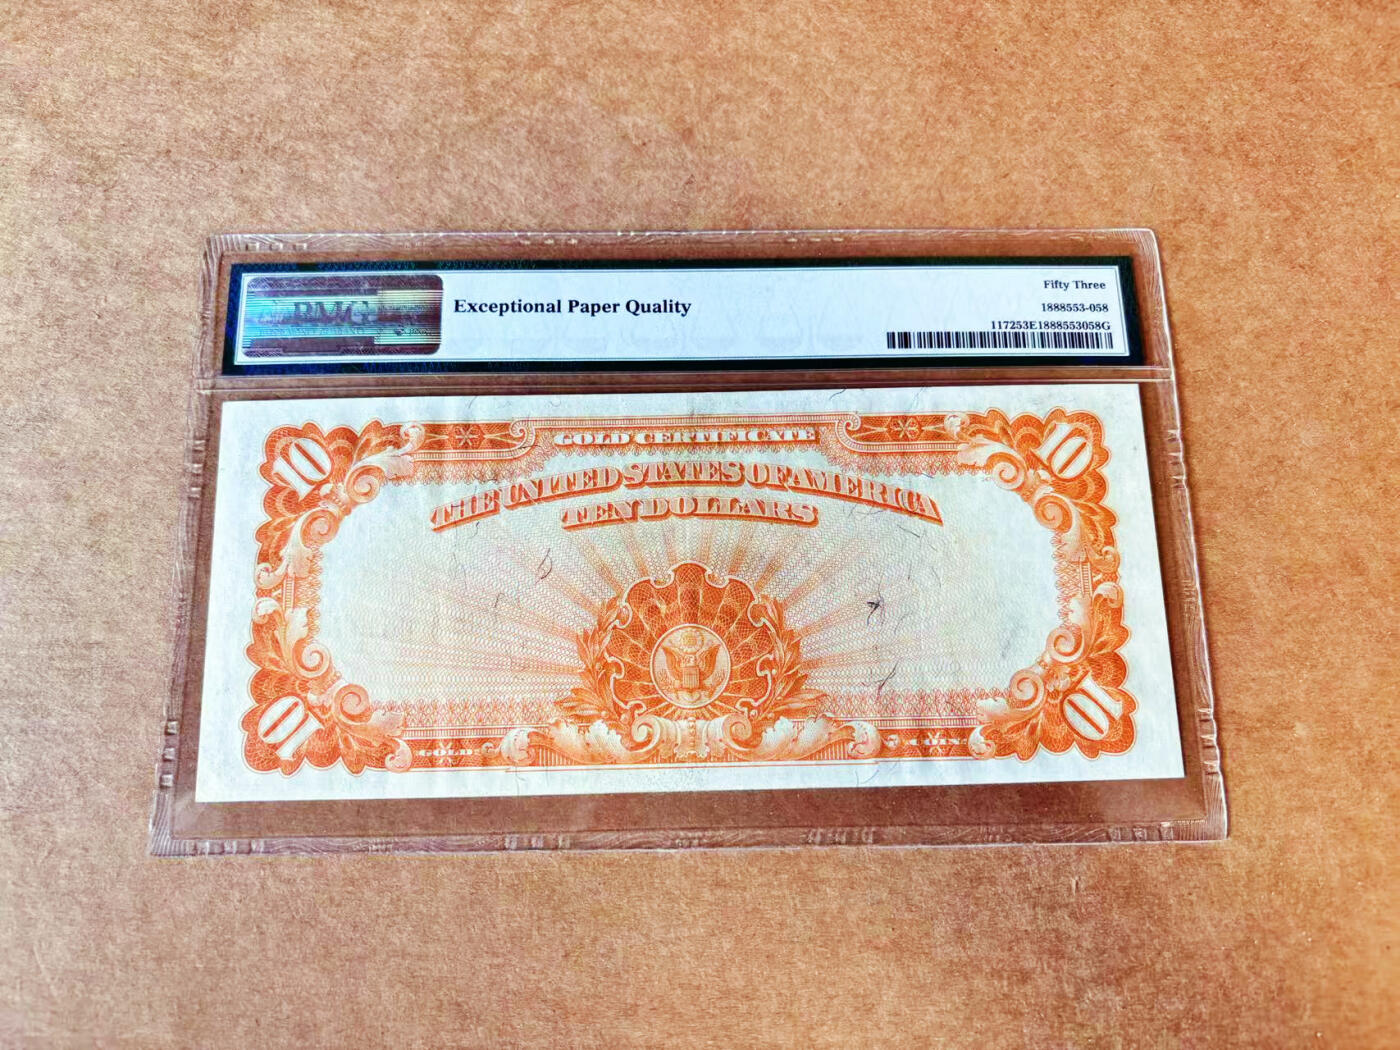 PMG
Exceptional Paper Quality
Fifty Three
1888553-058
117253E1888553058G
10
GOLD CERTIFICATE
10
THE UNITED STATES OF AMERICA
TEN DOLLARS
10
GOLD
COIN
10